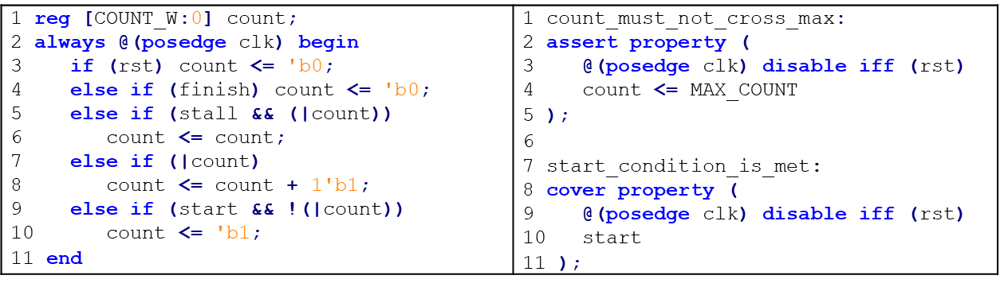 1 reg [COUNT_W:0] count;
2 always @(posedge clk) begin
3    if (rst) count <= 'b0;
4    else if (finish) count <= 'b0;
5    else if (stall && (|count))
6       count <= count;
7    else if (|count)
8       count <= count + 1'b1;
9    else if (start && !(|count))
10      count <= 'b1;
11 end
1 count_must_not_cross_max:
2 assert property (
3    @(posedge clk) disable iff (rst)
4    count <= MAX_COUNT
5 );
6
7 start_condition_is_met:
8 cover property (
9    @(posedge clk) disable iff (rst)
10   start
11 );